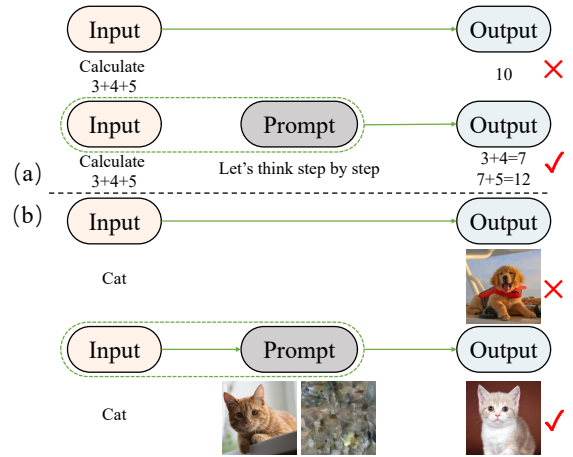 Input Output
Calculate
3+4+5
10
Input Prompt Output
Calculate
3+4+5
Let's think step by step
3+4=7
7+5=12
(a)
(b)
Input Output
Cat
Input Prompt Output
Cat